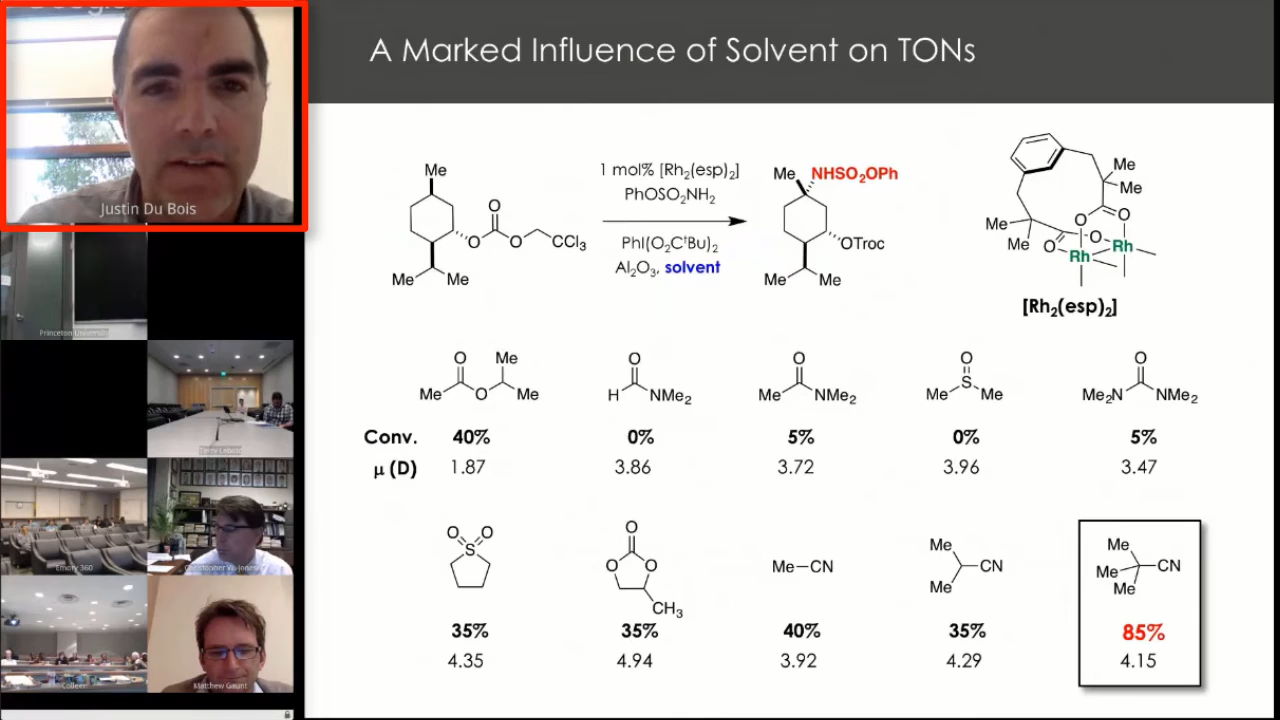 A Marked Influence of Solvent on TONs
Justin Du Bois
Princeton University
Emory 360
Matthew Gaunt
Me
O
O
O
CCl3
Me
Me
1 mol% [Rh2(esp)2]
PhOSO2NH2
PhI(O2CtBu)2
Al2O3, solvent
Me
NHSO2OPh
OTroc
Me
Me
Me
Me
Me
Me
O
O
O
O
Rh
Rh
[Rh2(esp)2]
O
Me
Me
O
Me
O
H
NMe2
O
Me
NMe2
O
S
Me
Me
O
Me2N
NMe2
Conv.
40%
0%
5%
0%
5%
μ (D)
1.87
3.86
3.72
3.96
3.47
O
O
S
O
O
O
CH3
Me—CN
Me
CN
Me
Me
Me
CN
Me
35%
35%
40%
35%
85%
4.35
4.94
3.92
4.29
4.15